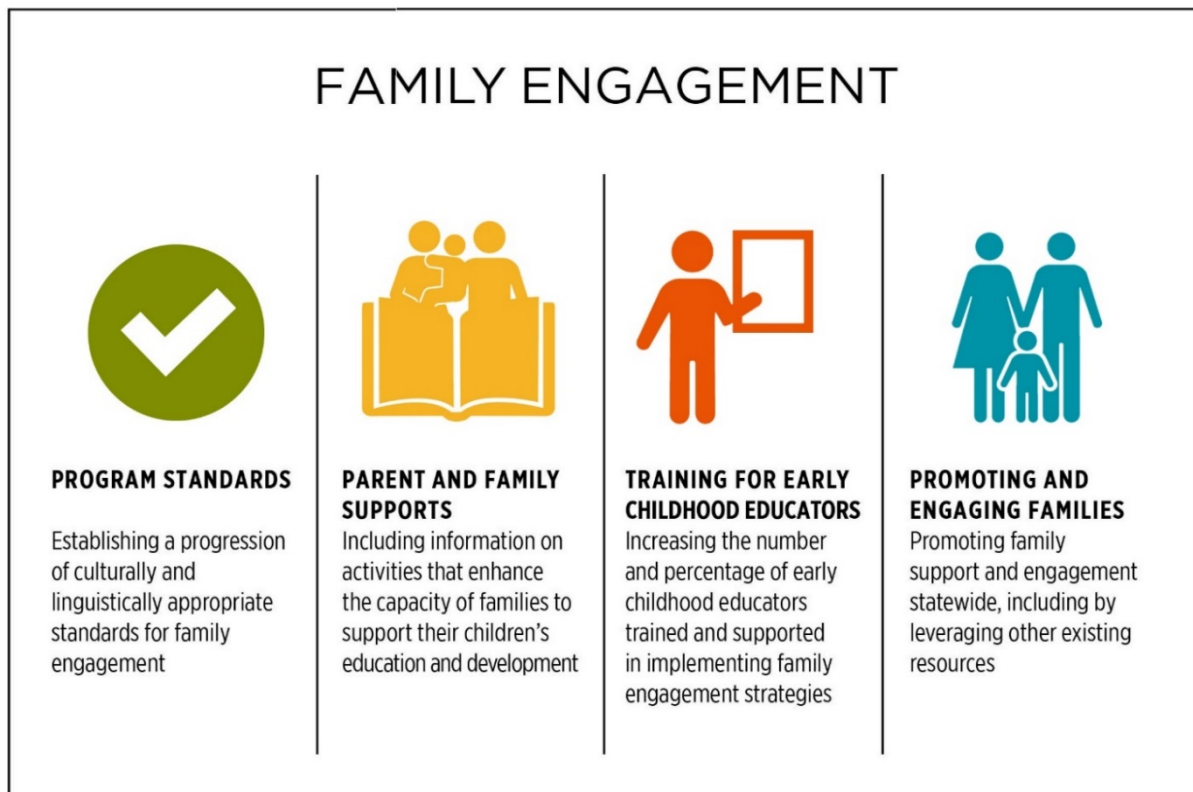 FAMILY ENGAGEMENT
PROGRAM STANDARDS
Establishing a progression
of culturally and
linguistically appropriate
standards for family
engagement
PARENT AND FAMILY
SUPPORTS
Including information on
activities that enhance
the capacity of families to
support their children's
education and development
TRAINING FOR EARLY
CHILDHOOD EDUCATORS
Increasing the number
and percentage of early
childhood educators
trained and supported
in implementing family
engagement strategies
PROMOTING AND
ENGAGING FAMILIES
Promoting family
support and engagement
statewide, including by
leveraging other existing
resources